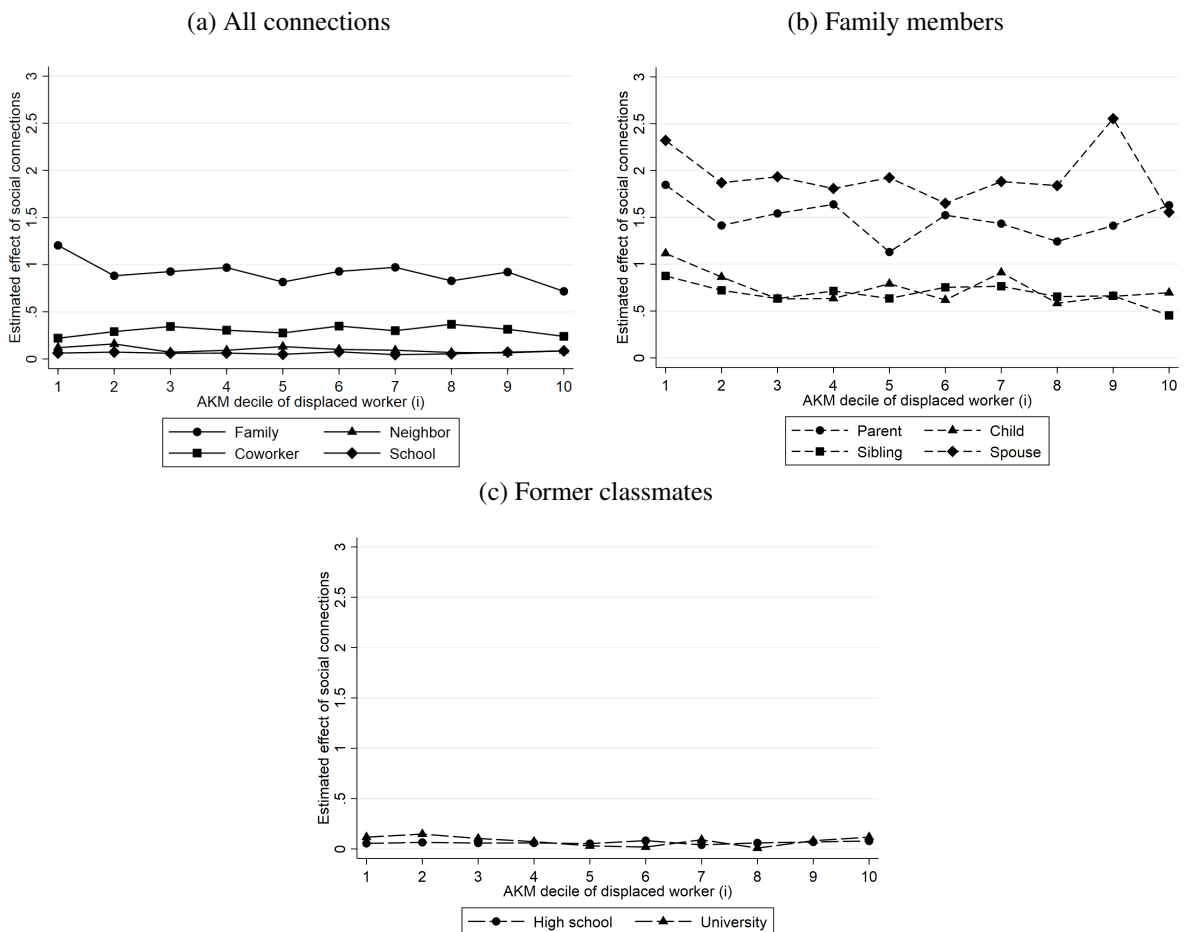 (a) All connections
Estimated effect of social connections
3
2.5
2
1.5
1
.5
0
1 2 3 4 5 6 7 8 9 10
AKM decile of displaced worker (i)
Family Neighbor
Coworker School
(b) Family members
Estimated effect of social connections
3
2.5
2
1.5
1
.5
0
1 2 3 4 5 6 7 8 9 10
AKM decile of displaced worker (i)
Parent Child
Sibling Spouse
(c) Former classmates
Estimated effect of social connections
3
2.5
2
1.5
1
.5
0
1 2 3 4 5 6 7 8 9 10
AKM decile of displaced worker (i)
High school University